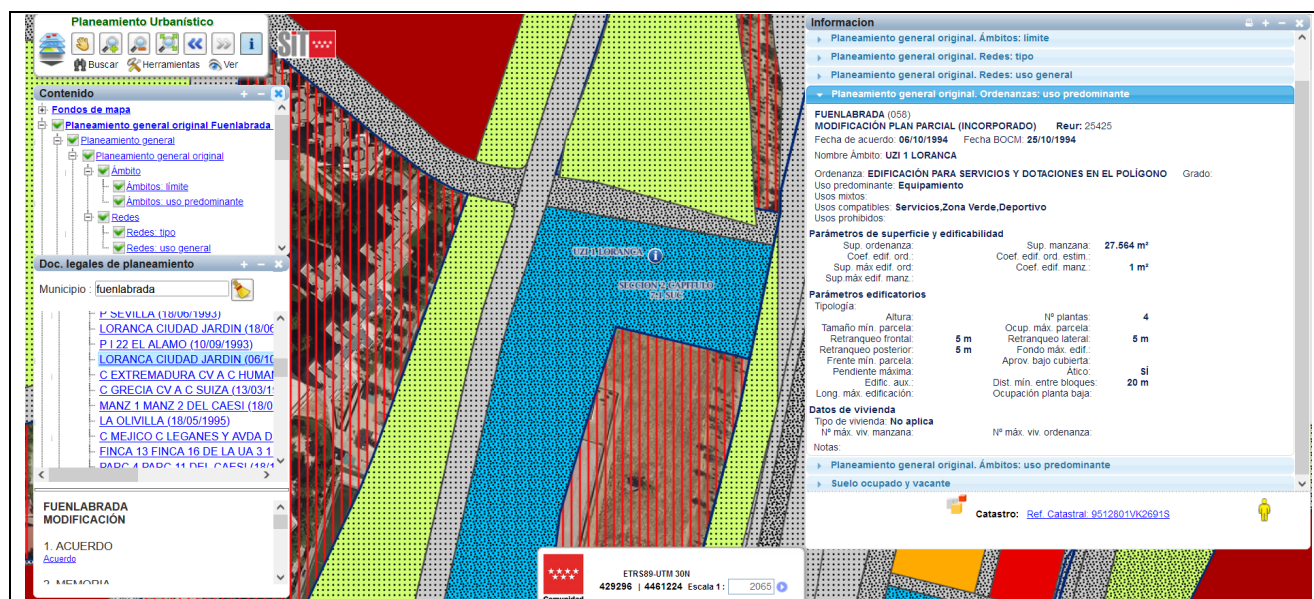 Planeamiento Urbanístico
Buscar Herramientas Ver
SIT
Contenido
Fondos de mapa
Planeamiento general original Fuenlabrada
Planeamiento general
Planeamiento general original
Ámbito
Ámbitos: límite
Ámbitos: uso predominante
Redes
Redes: tipo
Redes: uso general
Doc. legales de planeamiento
Municipio : fuenlabrada
P SEVILLA (18/06/1993)
LORANCA CIUDAD JARDIN (18/06
P I 22 EL ALAMO (10/09/1993)
LORANCA CIUDAD JARDIN (06/10
C EXTREMADURA CV A C HUMAN
C GRECIA CV A C SUIZA (13/03/1
MANZ 1 MANZ 2 DEL CAESI (18/0
LA OLIVILLA (18/05/1995)
C MEJICO C LEGANES Y AVDA D
FINCA 13 FINCA 16 DE LA UA 3 1
PARC 4 PARC 11 DEL CAESI (18/1
FUENLABRADA
MODIFICACIÓN
1. ACUERDO
Acuerdo
2. MEMORIA
UZI 1 LORANCA
SECCION 2, CAPITULO
ETRS89-UTM 30N
429296 | 4461224 Escala 1 : 2065
Comunidad
Informacion
Planeamiento general original. Ámbitos: límite
Planeamiento general original. Redes: tipo
Planeamiento general original. Redes: uso general
Planeamiento general original. Ordenanzas: uso predominante
FUENLABRADA (058)
MODIFICACIÓN PLAN PARCIAL (INCORPORADO) Reur: 25425
Fecha de acuerdo: 06/10/1994 Fecha BOCM: 25/10/1994
Nombre Ámbito: UZI 1 LORANCA
Ordenanza: EDIFICACIÓN PARA SERVICIOS Y DOTACIONES EN EL POLÍGONO Grado:
Uso predominante: Equipamiento
Usos mixtos:
Usos compatibles: Servicios,Zona Verde,Deportivo
Usos prohibidos:
Parámetros de superficie y edificabilidad
Sup. ordenanza: Sup. manzana: 27.564 m²
Coef. edif. ord.: Coef. edif. ord. estim.:
Sup. máx edif. ord: Coef. edif. manz.: 1 m²
Sup.máx edif. manz.:
Parámetros edificatorios
Tipología:
Altura: Nº plantas: 4
Tamaño mín. parcela: Ocup. máx. parcela:
Retranqueo frontal: 5 m Retranqueo lateral: 5 m
Retranqueo posterior: 5 m Fondo máx. edif.:
Frente mín. parcela: Aprov. bajo cubierta:
Pendiente máxima: Ático: SÍ
Edific. aux.: Dist. mín. entre bloques: 20 m
Long. máx. edificación: Ocupación planta baja:
Datos de vivienda
Tipo de vivienda: No aplica
Nº máx. viv. manzana: Nº máx. viv. ordenanza:
Notas:
Planeamiento general original. Ámbitos: uso predominante
Suelo ocupado y vacante
Catastro: Ref. Catastral: 9512801VK2691S